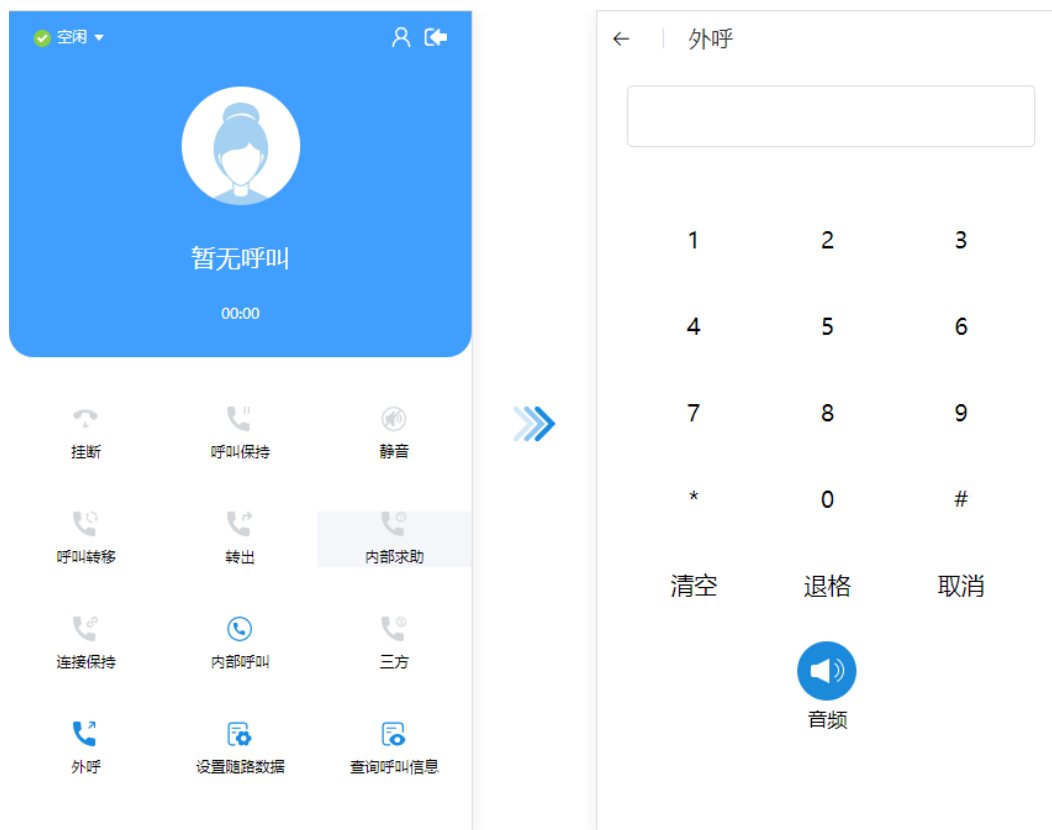 空闲
暂无呼叫
00:00
挂断 呼叫保持 静音
呼叫转移 转出 内部求助
连接保持 内部呼叫 三方
外呼 设置随路数据 查询呼叫信息
外呼
1 2 3
4 5 6
7 8 9
* 0 #
清空 退格 取消
音频